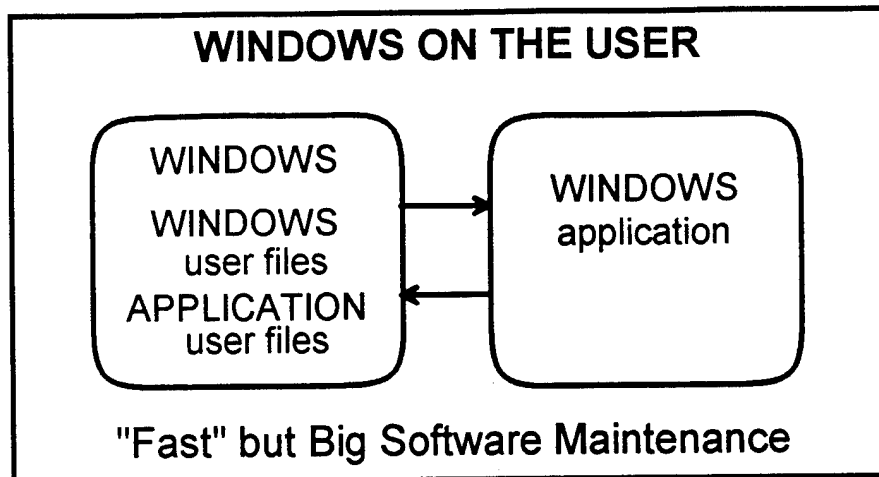 WINDOWS ON THE USER
WINDOWS
WINDOWS
user files
APPLICATION
user files
WINDOWS
application
"Fast" but Big Software Maintenance